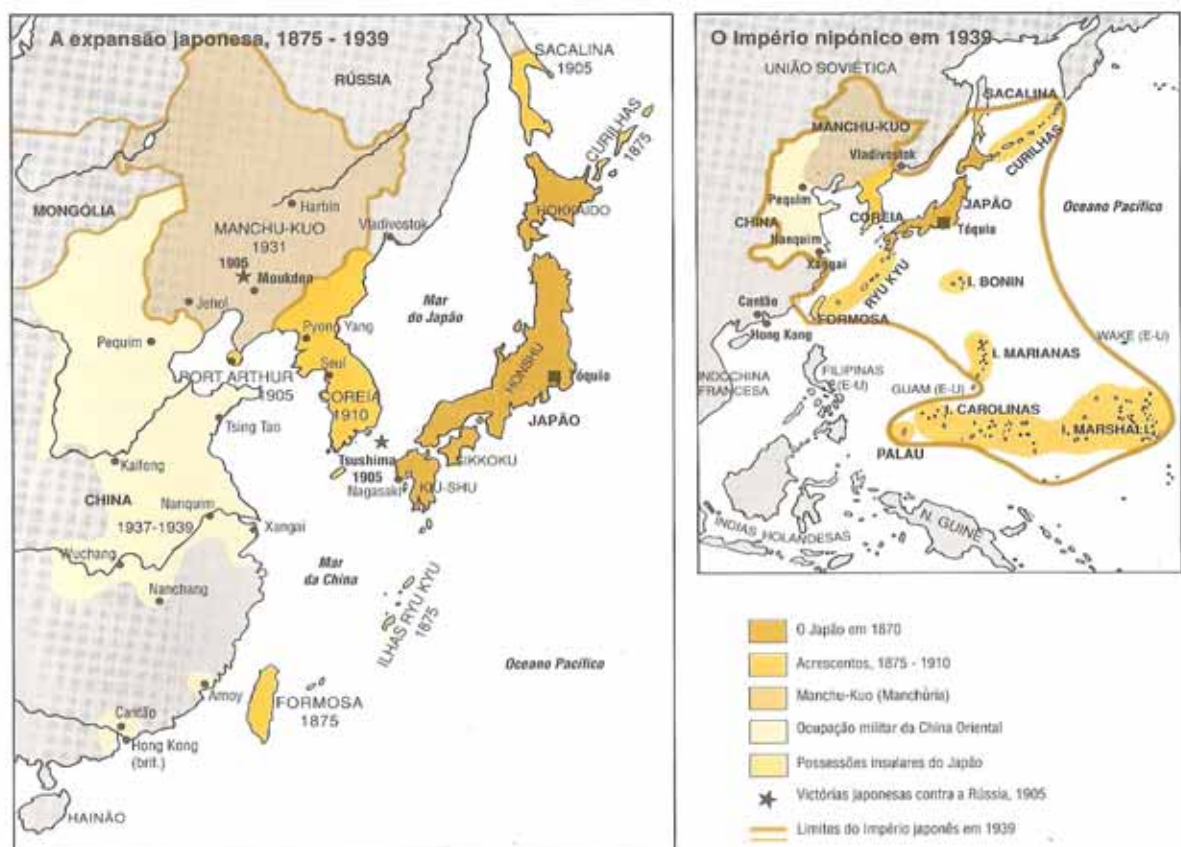 A expansão japonesa, 1875 - 1939
SACALINA
1905
RÚSSIA
CURILHAS
1875
MONGÓLIA
Harbin
HOKKAIDO
MANCHU-KUO
1931
Vladivostok
1905
Moukden
Jehol
Mar
do Japão
Pequim
Pyong Yang
PORT ARTHUR
1905
Seul
COREIA
1910
HONSHU
Tóquio
JAPÃO
Tsing Tao
Tsushima
1905
SIKKOKU
Kaifong
Nagasaki
KIU-SHU
CHINA
1937-1939
Nanquim
Xangai
Wuchang
Mar
da China
Nanchang
ILHAS RYU KYU
1875
Oceano Pacífico
Amoy
FORMOSA
1875
Cantão
Hong Kong
(brit.)
HAINÃO
O Império nipónico em 1939
UNIÃO SOVIÉTICA
SACALINA
MANCHU-KUO
CURILHAS
Vladivostok
Pequim
JAPÃO
Oceano Pacífico
CHINA
COREIA
Tóquio
Nanquim
Xangai
RYU KYU
I. BONIN
Cantão
FORMOSA
Hong Kong
WAKE (E-U)
I. MARIANAS
INDOCHINA
FRANCESA
FILIPINAS
(E-U)
GUAM (E-U)
I. CAROLINAS
I. MARSHALL
PALAU
N. GUINÉ
INDIAS HOLANDESAS
O Japão em 1870
Acrescentos, 1875 - 1910
Manchu-Kuo (Manchúria)
Ocupação militar da China Oriental
Possessões insulares do Japão
Victórias japonesas contra a Rússia, 1905
Limites do Império japonês em 1939